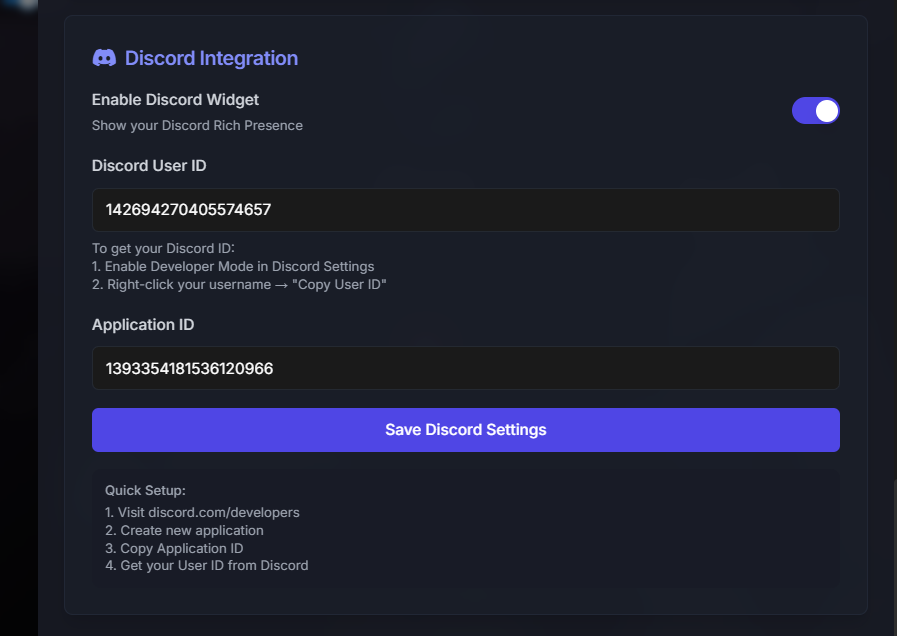 Discord Integration
Enable Discord Widget
Show your Discord Rich Presence
Discord User ID
142694270405574657
To get your Discord ID:
1. Enable Developer Mode in Discord Settings
2. Right-click your username → "Copy User ID"
Application ID
1393354181536120966
Save Discord Settings
Quick Setup:
1. Visit discord.com/developers
2. Create new application
3. Copy Application ID
4. Get your User ID from Discord